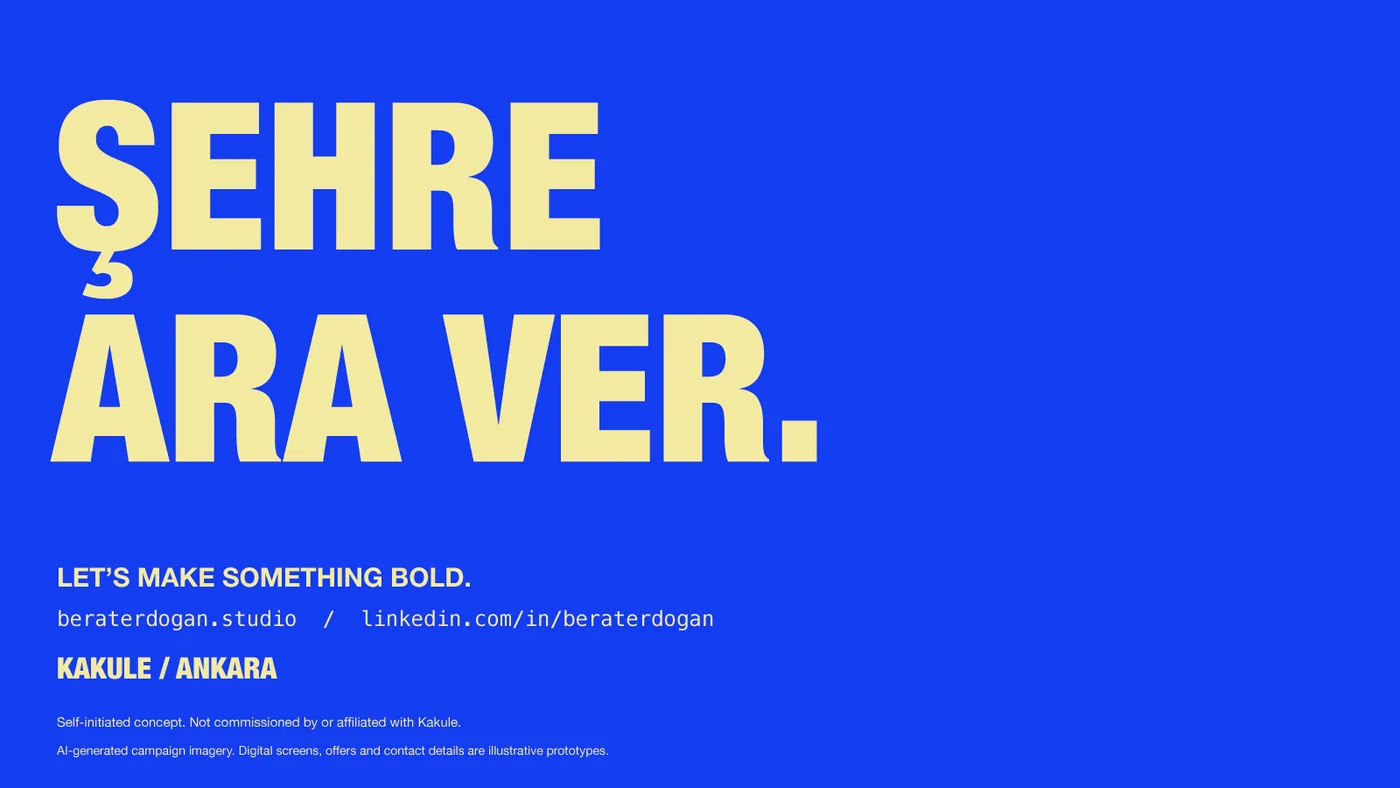 ŞEHRE
ARA VER.
LET’S MAKE SOMETHING BOLD.
beraterdogan.studio / linkedin.com/in/beraterdogan
KAKULE / ANKARA
Self-initiated concept. Not commissioned by or affiliated with Kakule.
AI-generated campaign imagery. Digital screens, offers and contact details are illustrative prototypes.